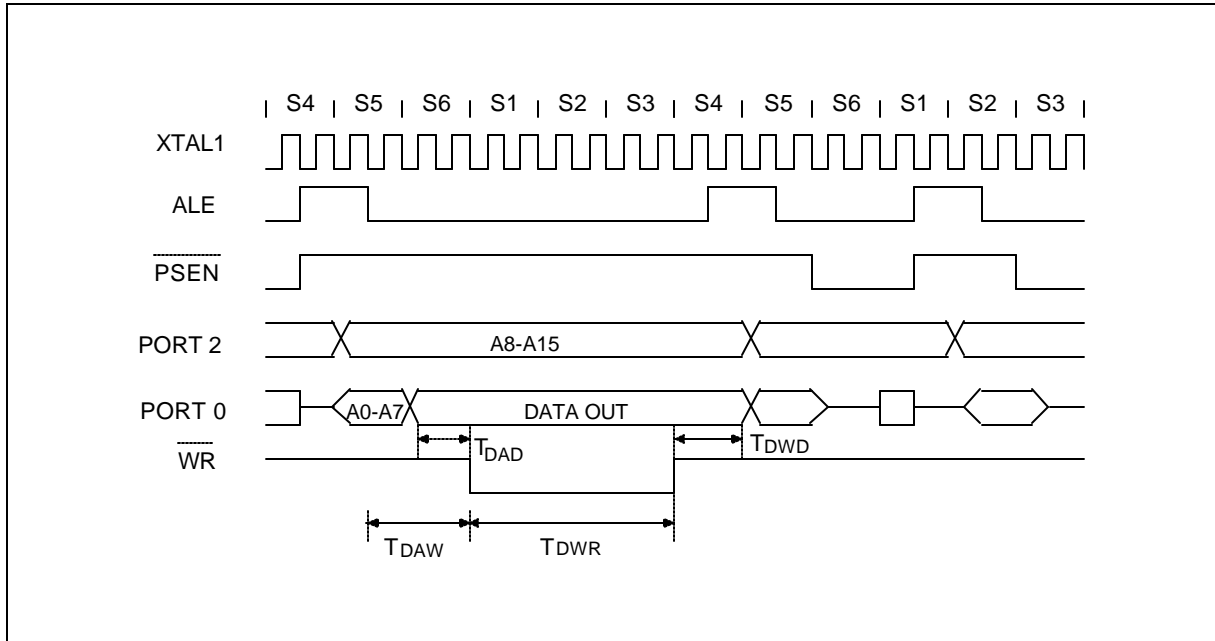 S4 S5 S6 S1 S2 S3 S4 S5 S6 S1 S2 S3
XTAL1
ALE
PSEN
PORT 2
A8-A15
PORT 0
A0-A7
DATA OUT
WR
TDAD
TDWD
TDAW
TDWR